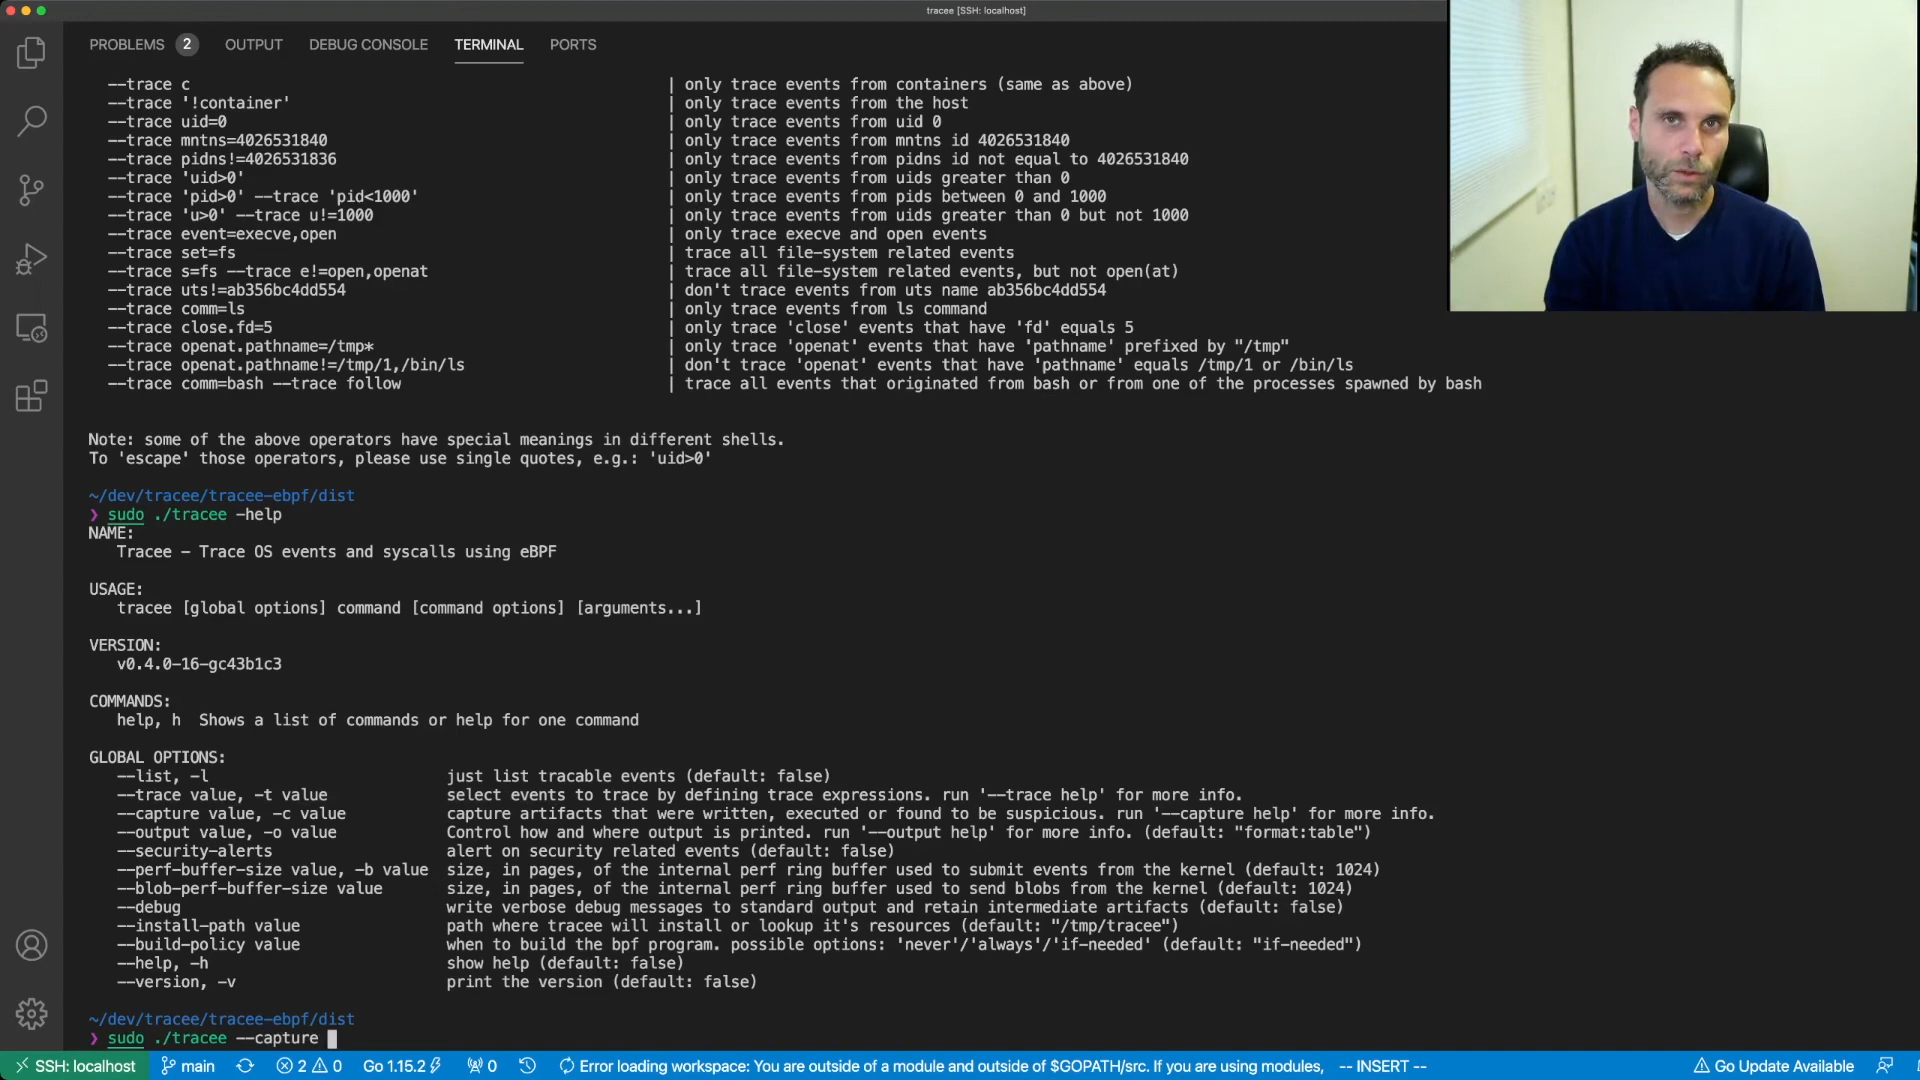 tracee [SSH: localhost]
PROBLEMS 2 OUTPUT DEBUG CONSOLE TERMINAL PORTS
--trace c | only trace events from containers (same as above)
--trace '!container' | only trace events from the host
--trace uid=0 | only trace events from uid 0
--trace mntns=4026531840 | only trace events from mntns id 4026531840
--trace pidns!=4026531836 | only trace events from pidns id not equal to 4026531840
--trace 'uid>0' | only trace events from uids greater than 0
--trace 'pid>0' --trace 'pid<1000' | only trace events from pids between 0 and 1000
--trace 'u>0' --trace u!=1000 | only trace events from uids greater than 0 but not 1000
--trace event=execve,open | only trace execve and open events
--trace set=fs | trace all file-system related events
--trace s=fs --trace e!=open,openat | trace all file-system related events, but not open(at)
--trace uts!=ab356bc4dd554 | don't trace events from uts name ab356bc4dd554
--trace comm=ls | only trace events from ls command
--trace close.fd=5 | only trace 'close' events that have 'fd' equals 5
--trace openat.pathname=/tmp* | only trace 'openat' events that have 'pathname' prefixed by "/tmp"
--trace openat.pathname!=/tmp/1,/bin/ls | don't trace 'openat' events that have 'pathname' equals /tmp/1 or /bin/ls
--trace comm=bash --trace follow | trace all events that originated from bash or from one of the processes spawned by bash
Note: some of the above operators have special meanings in different shells.
To 'escape' those operators, please use single quotes, e.g.: 'uid>0'
~/dev/tracee/tracee-ebpf/dist
❯ sudo ./tracee -help
NAME:
Tracee - Trace OS events and syscalls using eBPF
USAGE:
tracee [global options] command [command options] [arguments...]
VERSION:
v0.4.0-16-gc43b1c3
COMMANDS:
help, h Shows a list of commands or help for one command
GLOBAL OPTIONS:
--list, -l just list tracable events (default: false)
--trace value, -t value select events to trace by defining trace expressions. run '--trace help' for more info.
--capture value, -c value capture artifacts that were written, executed or found to be suspicious. run '--capture help' for more info.
--output value, -o value Control how and where output is printed. run '--output help' for more info. (default: "format:table")
--security-alerts alert on security related events (default: false)
--perf-buffer-size value, -b value size, in pages, of the internal perf ring buffer used to submit events from the kernel (default: 1024)
--blob-perf-buffer-size value size, in pages, of the internal perf ring buffer used to send blobs from the kernel (default: 1024)
--debug write verbose debug messages to standard output and retain intermediate artifacts (default: false)
--install-path value path where tracee will install or lookup it's resources (default: "/tmp/tracee")
--build-policy value when to build the bpf program. possible options: 'never'/'always'/'if-needed' (default: "if-needed")
--help, -h show help (default: false)
--version, -v print the version (default: false)
~/dev/tracee/tracee-ebpf/dist
❯ sudo ./tracee --capture
SSH: localhost main 2 0 Go 1.15.2 0 Error loading workspace: You are outside of a module and outside of $GOPATH/src. If you are using modules, -- INSERT -- Go Update Available